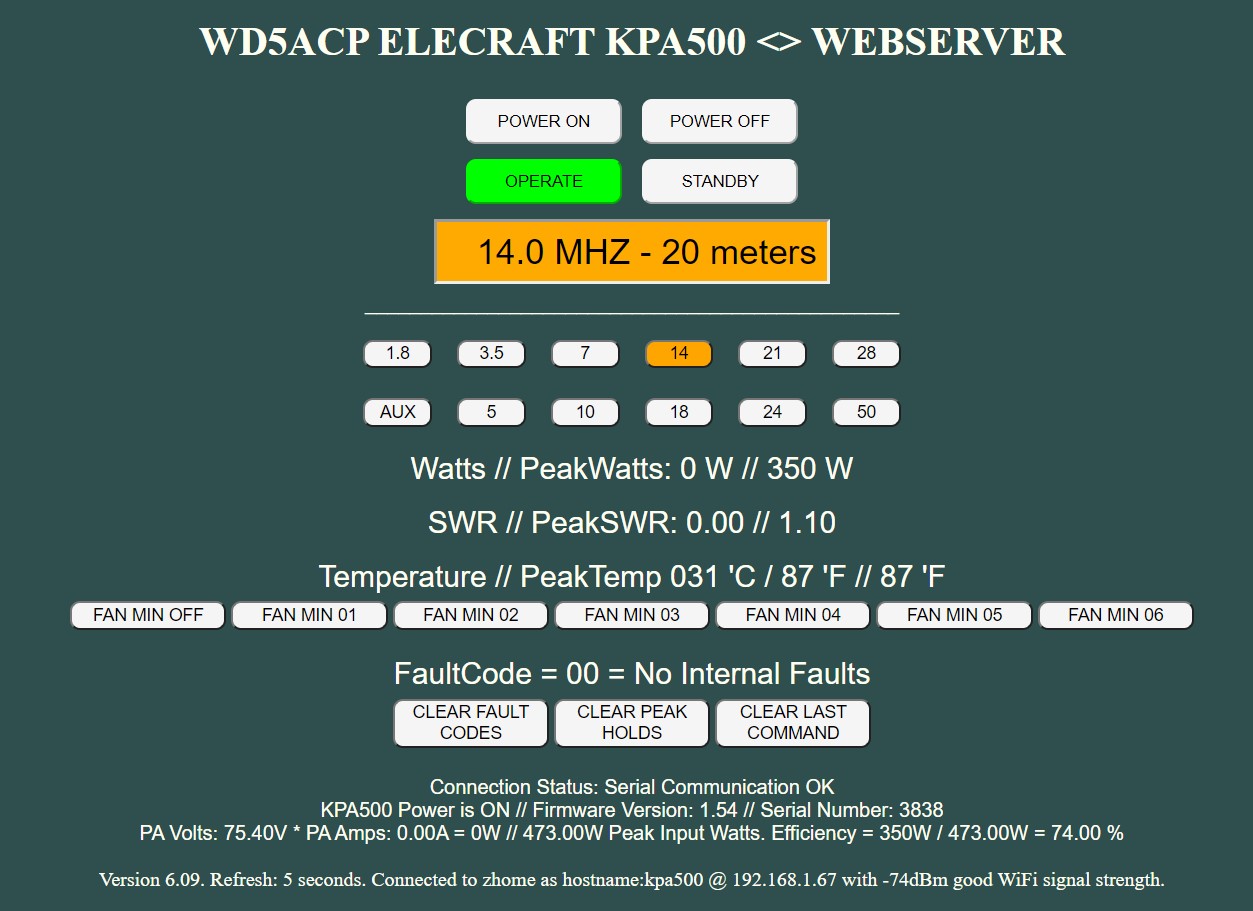 WD5ACP ELECRAFT KPA500 <> WEBSERVER
POWER ON POWER OFF
OPERATE STANDBY
14.0 MHZ - 20 meters
1.8 3.5 7 14 21 28
AUX 5 10 18 24 50
Watts // PeakWatts: 0 W // 350 W
SWR // PeakSWR: 0.00 // 1.10
Temperature // PeakTemp 031 'C / 87 'F // 87 'F
FAN MIN OFF FAN MIN 01 FAN MIN 02 FAN MIN 03 FAN MIN 04 FAN MIN 05 FAN MIN 06
FaultCode = 00 = No Internal Faults
CLEAR FAULT CODES CLEAR PEAK HOLDS CLEAR LAST COMMAND
Connection Status: Serial Communication OK
KPA500 Power is ON // Firmware Version: 1.54 // Serial Number: 3838
PA Volts: 75.40V * PA Amps: 0.00A = 0W // 473.00W Peak Input Watts. Efficiency = 350W / 473.00W = 74.00 %
Version 6.09. Refresh: 5 seconds. Connected to zhome as hostname:kpa500 @ 192.168.1.67 with -74dBm good WiFi signal strength.